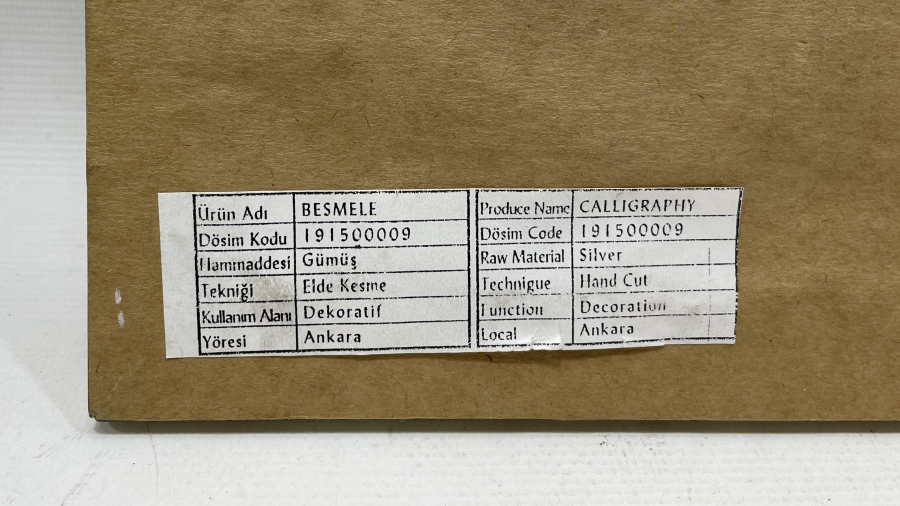 Ürün Adı BESMELE
Dösim Kodu 191500009
Hammaddesi Gümüş
Tekniği Elde Kesme
Kullanım Alanı Dekoratif
Yöresi Ankara
Produce Name CALLIGRAPHY
Dösim Code 191500009
Raw Material Silver
Technigue Hand Cut
Function Decoration
Local Ankara